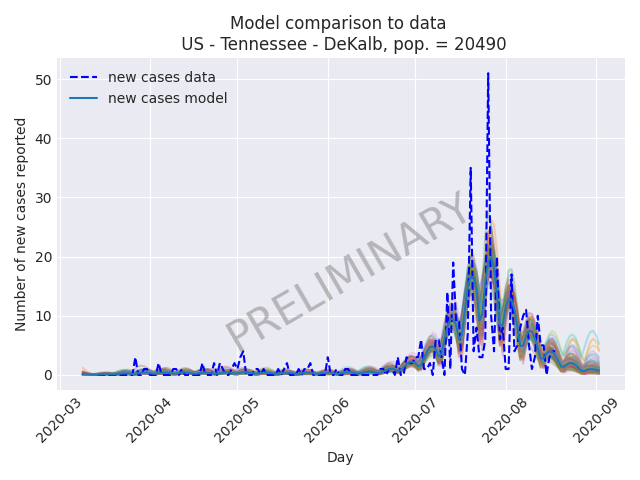 Model comparison to data
US - Tennessee - DeKalb, pop. = 20490
new cases data
new cases model
PRELIMINARY
Number of new cases reported
50
40
30
20
10
0
2020-03
2020-04
2020-05
2020-06
2020-07
2020-08
2020-09
Day